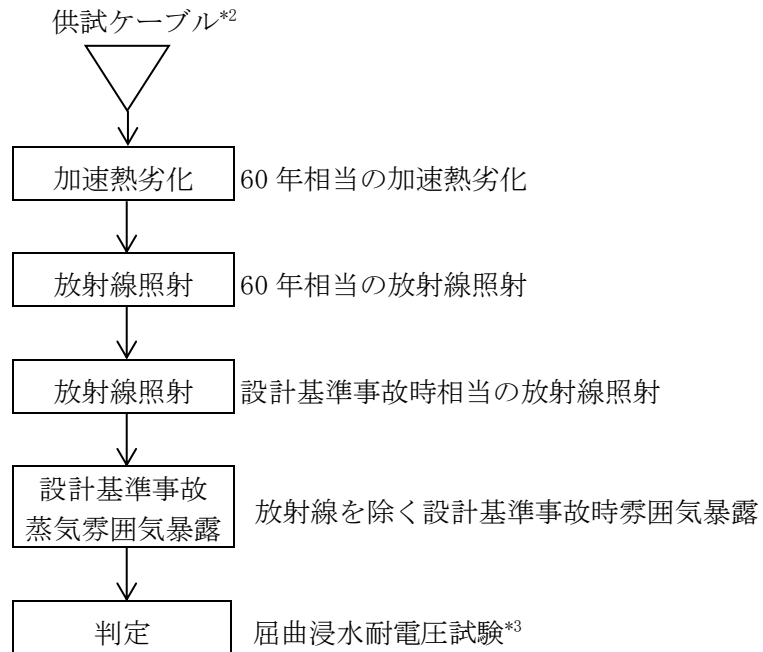 供試ケーブル*2
加速熱劣化 60年相当の加速熱劣化
放射線照射 60年相当の放射線照射
放射線照射 設計基準事故時相当の放射線照射
設計基準事故
蒸気雰囲気暴露 放射線を除く設計基準事故時雰囲気暴露
判定 屈曲浸水耐電圧試験*3